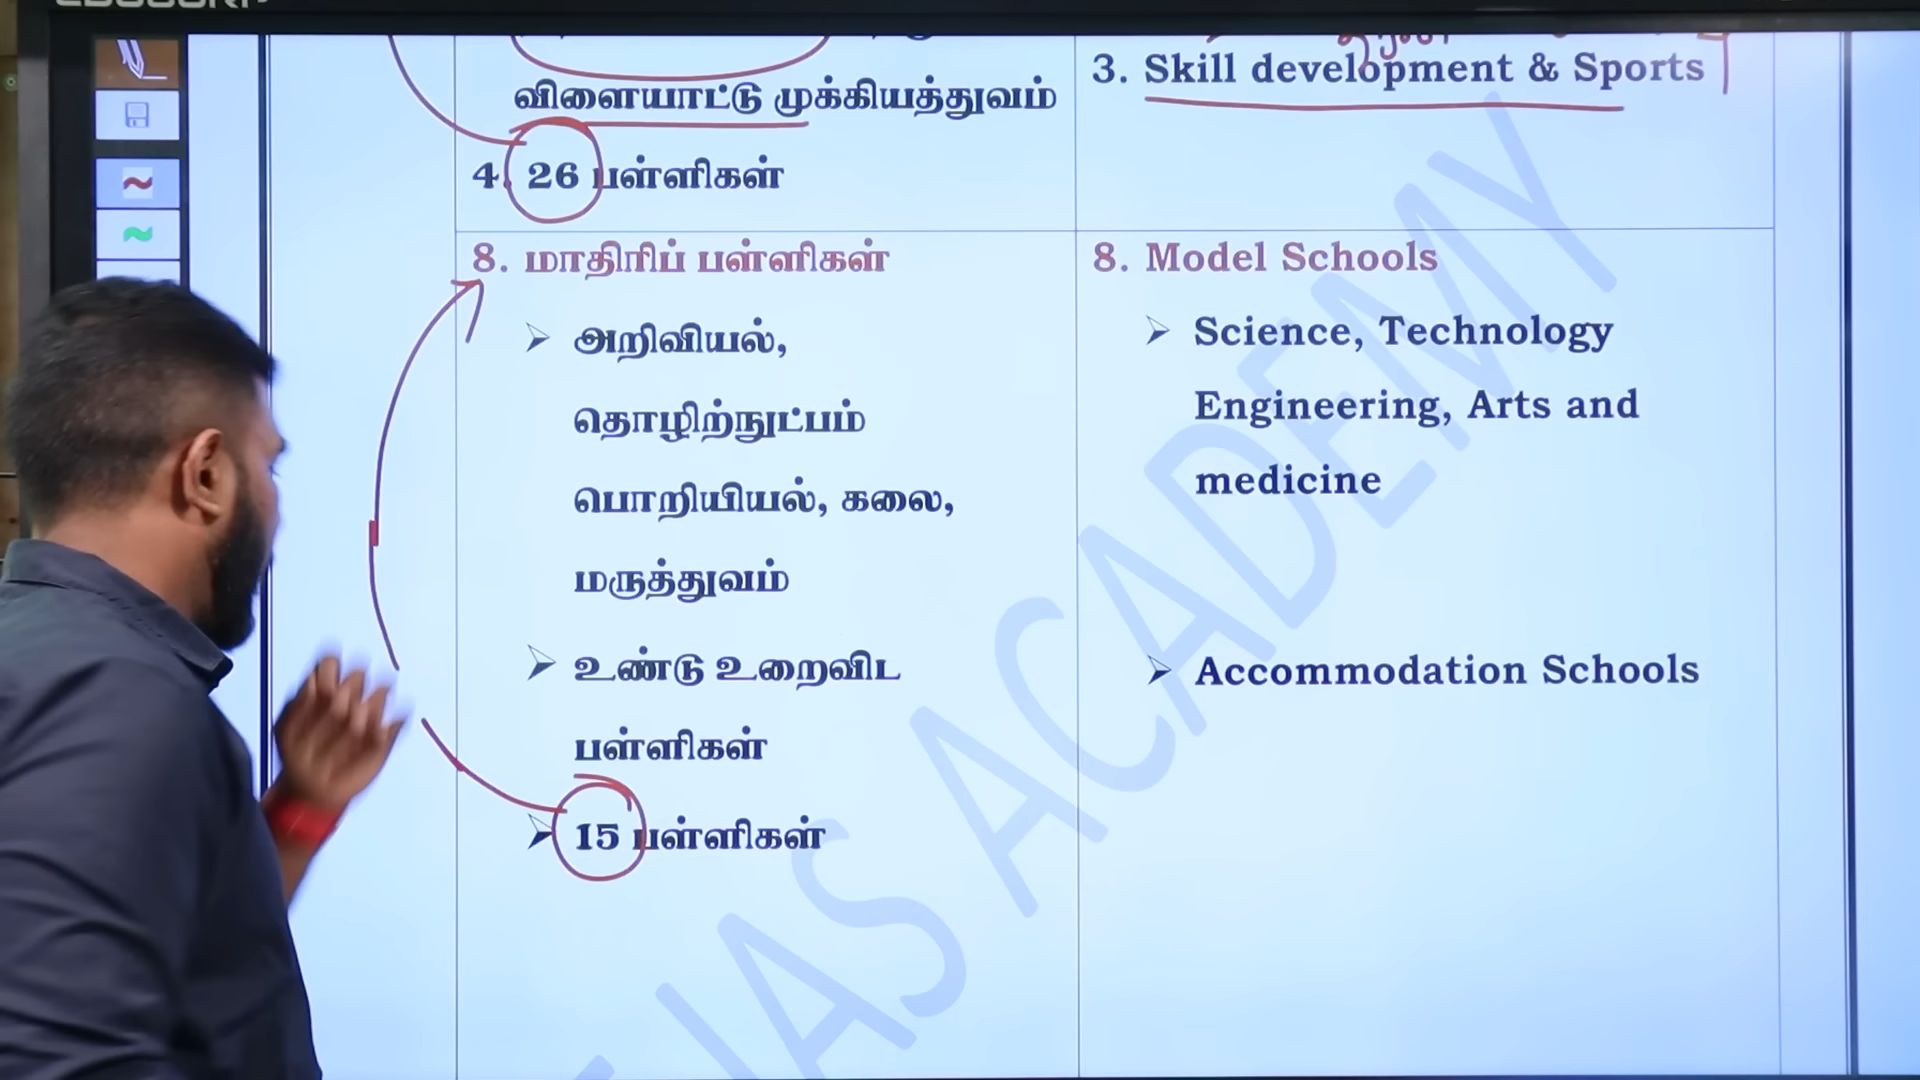 விளையாட்டு முக்கியத்துவம்
4. 26 பள்ளிகள்
3. Skill development & Sports
8. மாதிரிப் பள்ளிகள்
அறிவியல்,
தொழிற்நுட்பம்
பொறியியல், கலை,
மருத்துவம்
உண்டு உறைவிட
பள்ளிகள்
15 பள்ளிகள்
8. Model Schools
Science, Technology
Engineering, Arts and
medicine
Accommodation Schools
ACADEMY